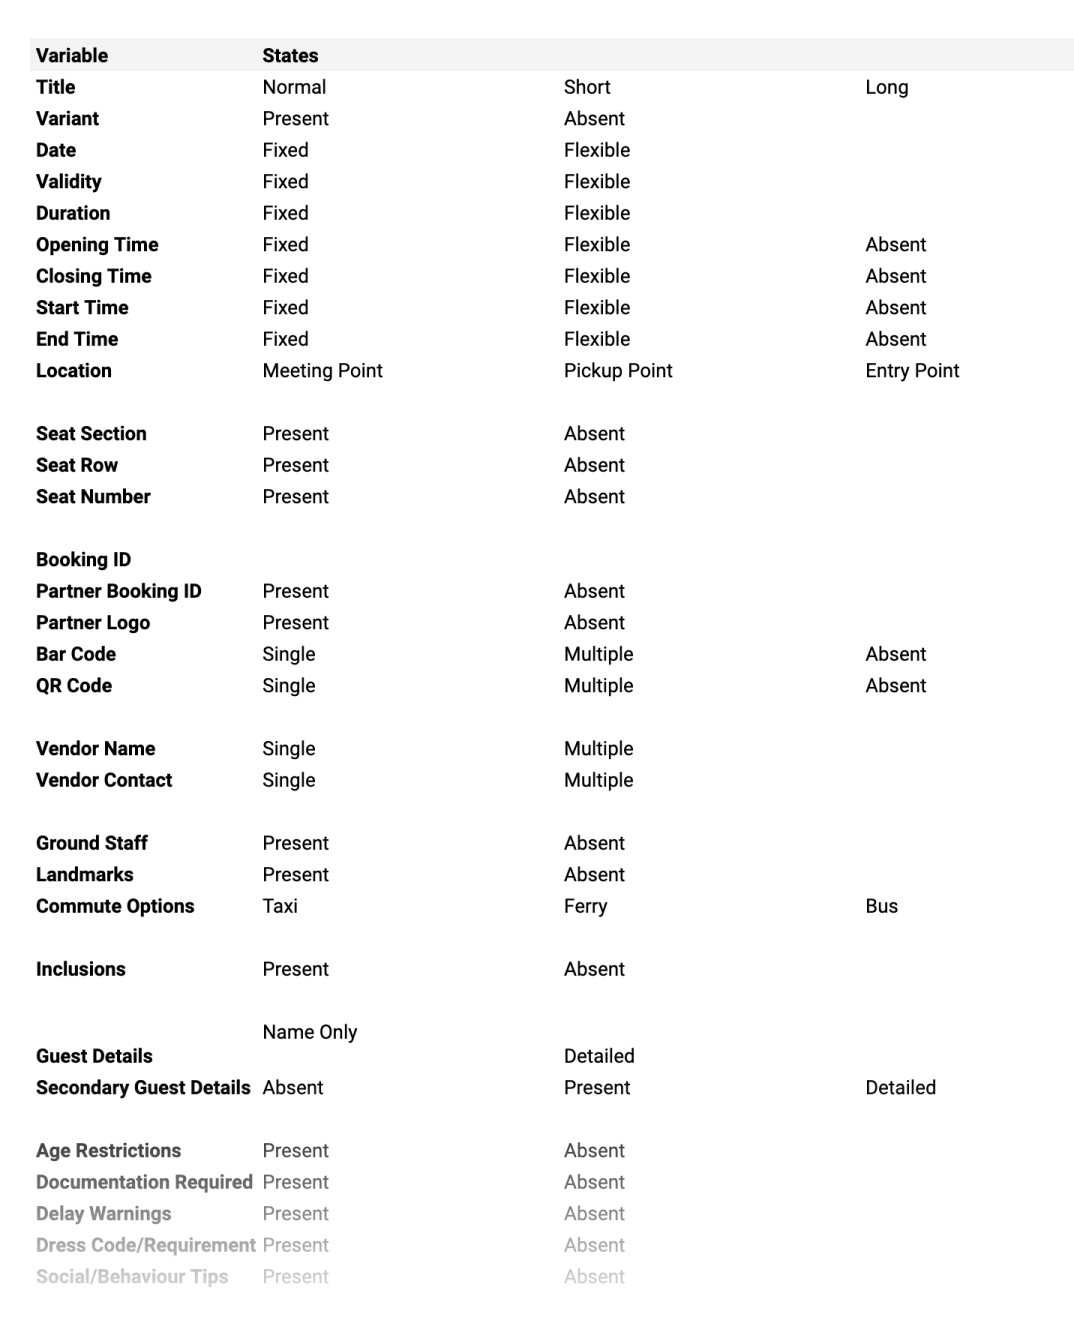 Variable States
Title Normal Short Long
Variant Present Absent
Date Fixed Flexible
Validity Fixed Flexible
Duration Fixed Flexible
Opening Time Fixed Flexible Absent
Closing Time Fixed Flexible Absent
Start Time Fixed Flexible Absent
End Time Fixed Flexible Absent
Location Meeting Point Pickup Point Entry Point
Seat Section Present Absent
Seat Row Present Absent
Seat Number Present Absent
Booking ID
Partner Booking ID Present Absent
Partner Logo Present Absent
Bar Code Single Multiple Absent
QR Code Single Multiple Absent
Vendor Name Single Multiple
Vendor Contact Single Multiple
Ground Staff Present Absent
Landmarks Present Absent
Commute Options Taxi Ferry Bus
Inclusions Present Absent
Name Only
Guest Details Detailed
Secondary Guest Details Absent Present Detailed
Age Restrictions Present Absent
Documentation Required Present Absent
Delay Warnings Present Absent
Dress Code/Requirement Present Absent
Social/Behaviour Tips Present Absent